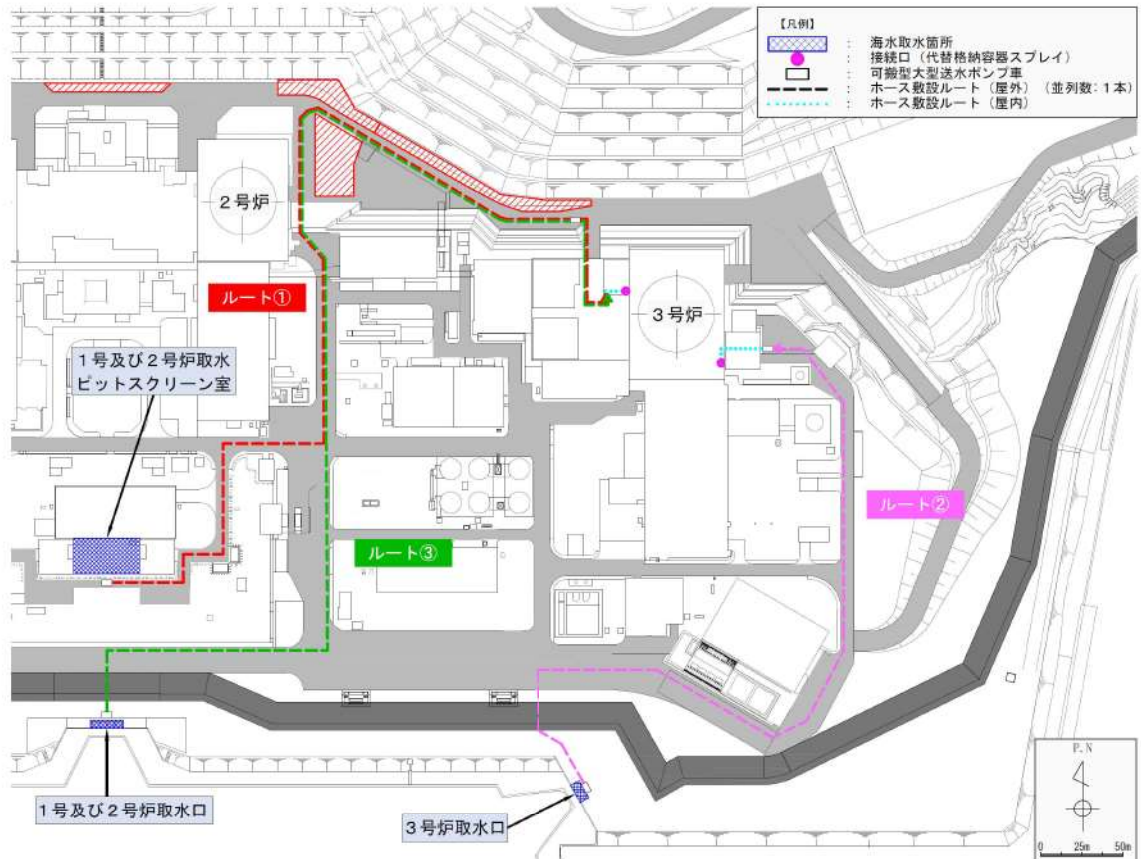 【凡例】
： 海水取水箇所
： 接続口（代替格納容器スプレイ）
： 可搬型大型送水ポンプ車
： ホース敷設ルート（屋外）（並列数：1本）
： ホース敷設ルート（屋内）
2号炉
ルート①
3号炉
1号及び2号炉取水
ピットスクリーン室
ルート②
ルート③
1号及び2号炉取水口
3号炉取水口
P.N
0 25m 50m